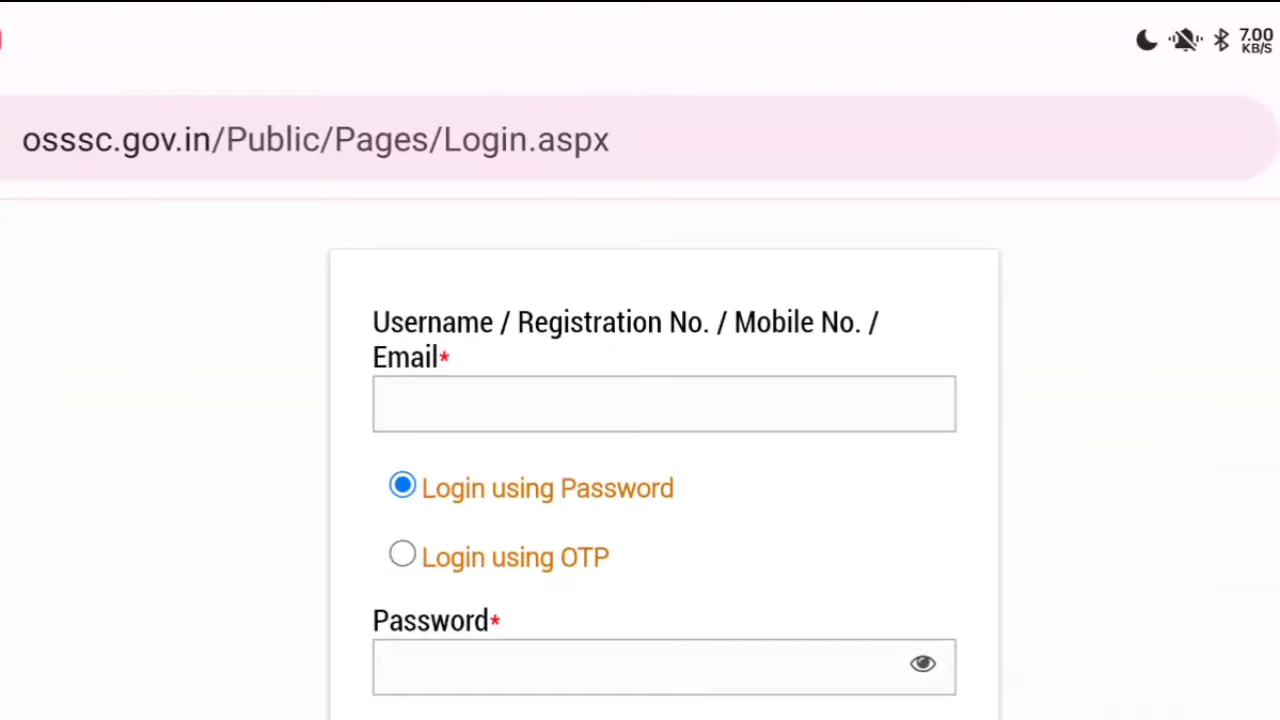 7.00
KB/S
osssc.gov.in/Public/Pages/Login.aspx
Username / Registration No. / Mobile No. /
Email*
Login using Password
Login using OTP
Password*